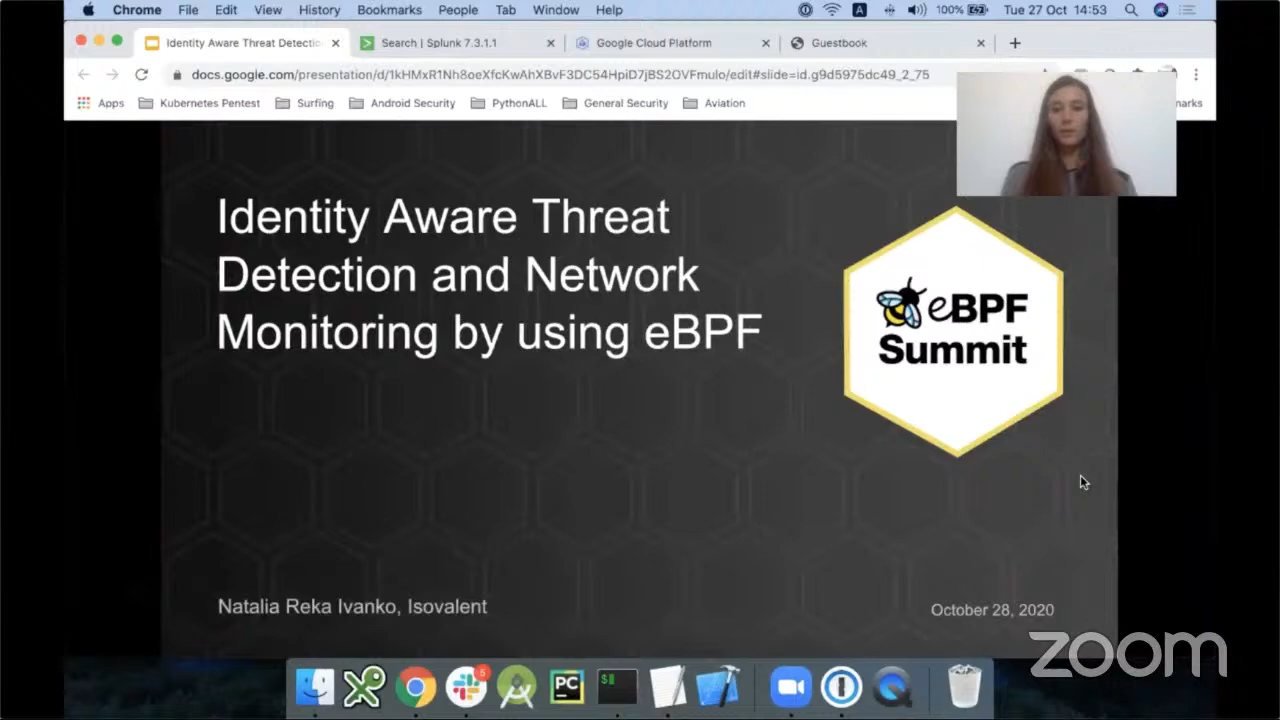 Chrome File Edit View History Bookmarks People Tab Window Help
A 100% Tue 27 Oct 14:53
Identity Aware Threat Detectio
Search | Splunk 7.3.1.1
Google Cloud Platform
Guestbook
docs.google.com/presentation/d/1kHMxR1Nh8oeXfcKwAhXBvF3DC54HpiD7jBS2OVFmulo/edit#slide=id.g9d5975dc49_2_75
Apps Kubernetes Pentest Surfing Android Security PythonALL General Security Aviation
marks
Identity Aware Threat
Detection and Network
Monitoring by using eBPF
eBPF
Summit
Natalia Reka Ivanko, Isovalent
October 28, 2020
zoom
5
PC
$